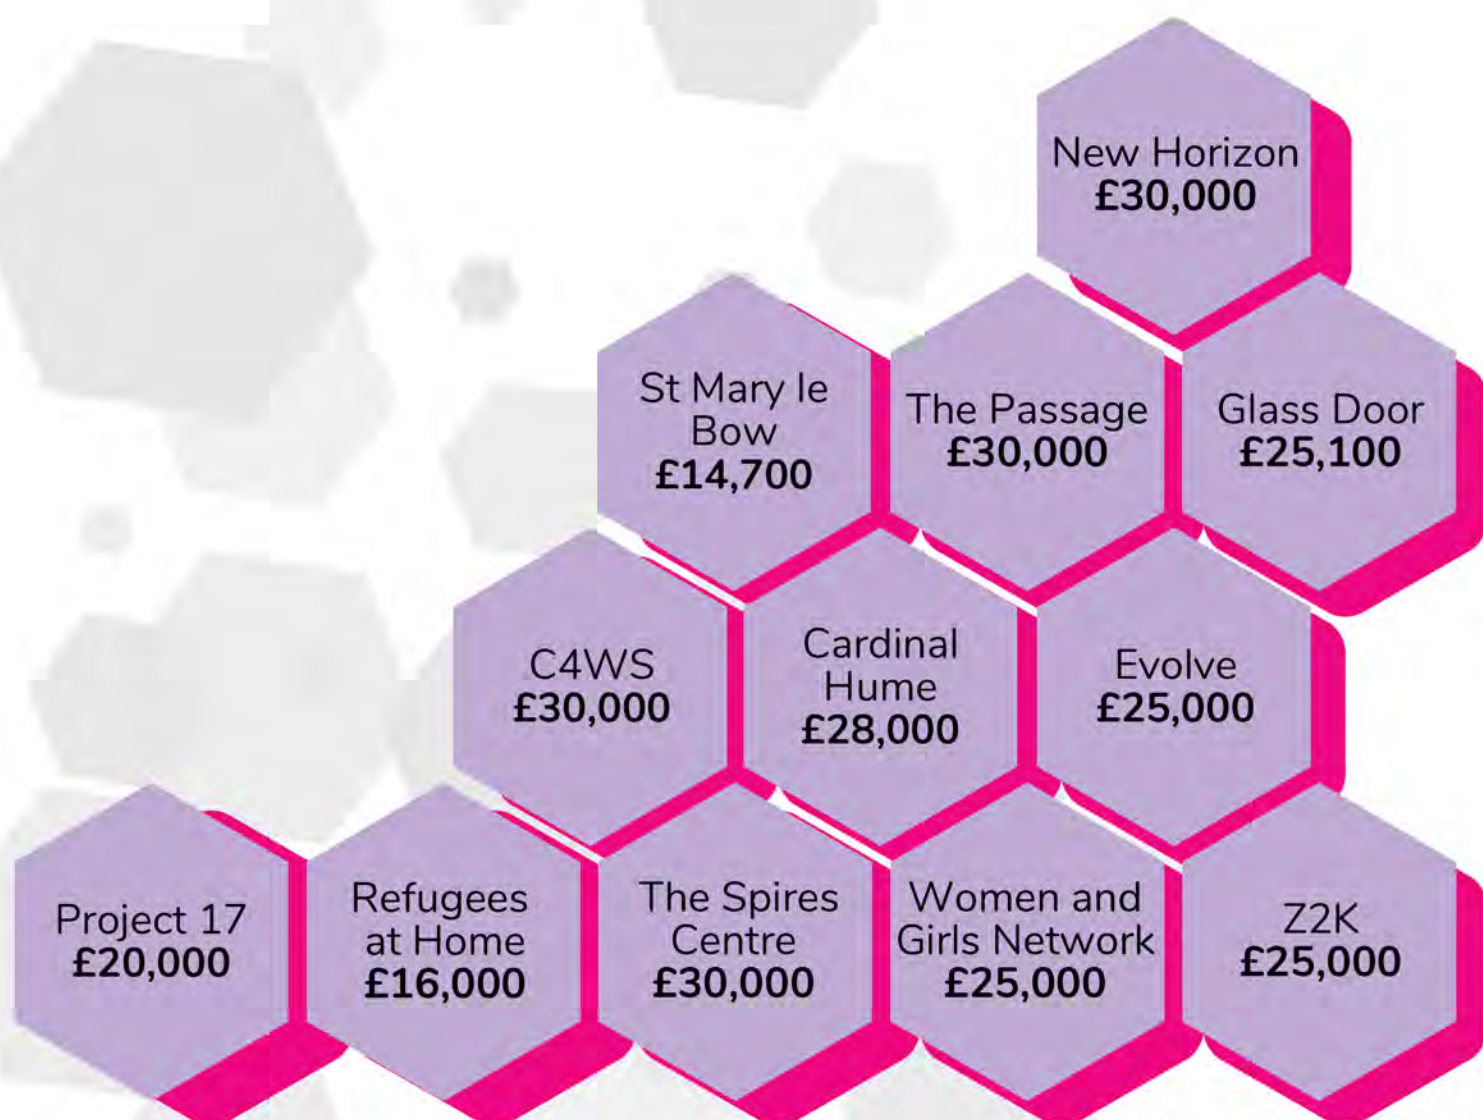 New Horizon
£30,000
St Mary le
Bow
£14,700
The Passage
£30,000
Glass Door
£25,100
C4WS
£30,000
Cardinal
Hume
£28,000
Evolve
£25,000
Project 17
£20,000
Refugees
at Home
£16,000
The Spires
Centre
£30,000
Women and
Girls Network
£25,000
Z2K
£25,000